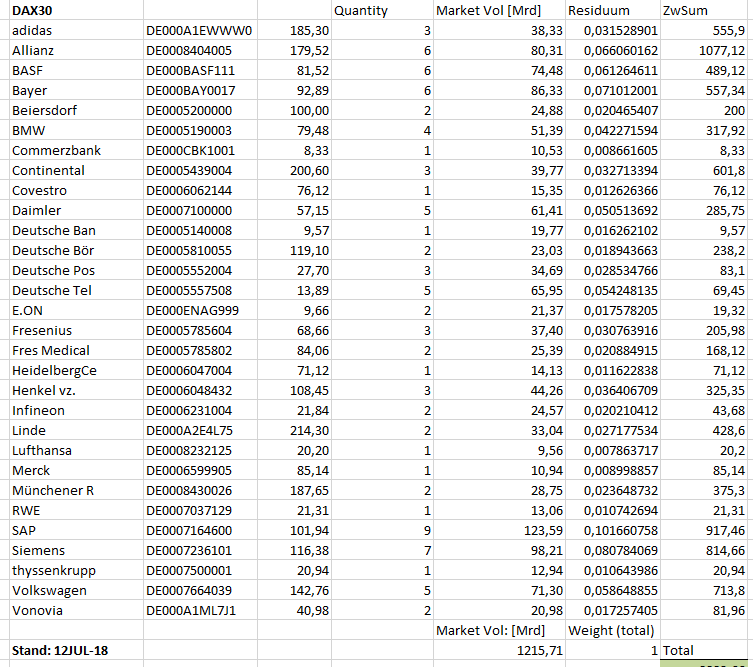 DAX30 Quantity Market Vol [Mrd] Residuum ZwSum
adidas DE000A1EWWW0 185,30 3 38,33 0,031528901 555,9
Allianz DE0008404005 179,52 6 80,31 0,066060162 1077,12
BASF DE000BASF111 81,52 6 74,48 0,061264611 489,12
Bayer DE000BAY0017 92,89 6 86,33 0,071012001 557,34
Beiersdorf DE0005200000 100,00 2 24,88 0,020465407 200
BMW DE0005190003 79,48 4 51,39 0,042271594 317,92
Commerzbank DE000CBK1001 8,33 1 10,53 0,008661605 8,33
Continental DE0005439004 200,60 3 39,77 0,032713394 601,8
Covestro DE0006062144 76,12 1 15,35 0,012626366 76,12
Daimler DE0007100000 57,15 5 61,41 0,050513692 285,75
Deutsche Ban DE0005140008 9,57 1 19,77 0,016262102 9,57
Deutsche Bör DE0005810055 119,10 2 23,03 0,018943663 238,2
Deutsche Pos DE0005552004 27,70 3 34,69 0,028534766 83,1
Deutsche Tel DE0005557508 13,89 5 65,95 0,054248135 69,45
E.ON DE000ENAG999 9,66 2 21,37 0,017578205 19,32
Fresenius DE0005785604 68,66 3 37,40 0,030763916 205,98
Fres Medical DE0005785802 84,06 2 25,39 0,020884915 168,12
HeidelbergCe DE0006047004 71,12 1 14,13 0,011622838 71,12
Henkel vz. DE0006048432 108,45 3 44,26 0,036406709 325,35
Infineon DE0006231004 21,84 2 24,57 0,020210412 43,68
Linde DE000A2E4L75 214,30 2 33,04 0,027177534 428,6
Lufthansa DE0008232125 20,20 1 9,56 0,007863717 20,2
Merck DE0006599905 85,14 1 10,94 0,008998857 85,14
Münchener R DE0008430026 187,65 2 28,75 0,023648732 375,3
RWE DE0007037129 21,31 1 13,06 0,010742694 21,31
SAP DE0007164600 101,94 9 123,59 0,101660758 917,46
Siemens DE0007236101 116,38 7 98,21 0,080784069 814,66
thyssenkrupp DE0007500001 20,94 1 12,94 0,010643986 20,94
Volkswagen DE0007664039 142,76 5 71,30 0,058648855 713,8
Vonovia DE000A1ML7J1 40,98 2 20,98 0,017257405 81,96
Market Vol: [Mrd] Weight (total)
Stand: 12JUL-18 1215,71 1 Total